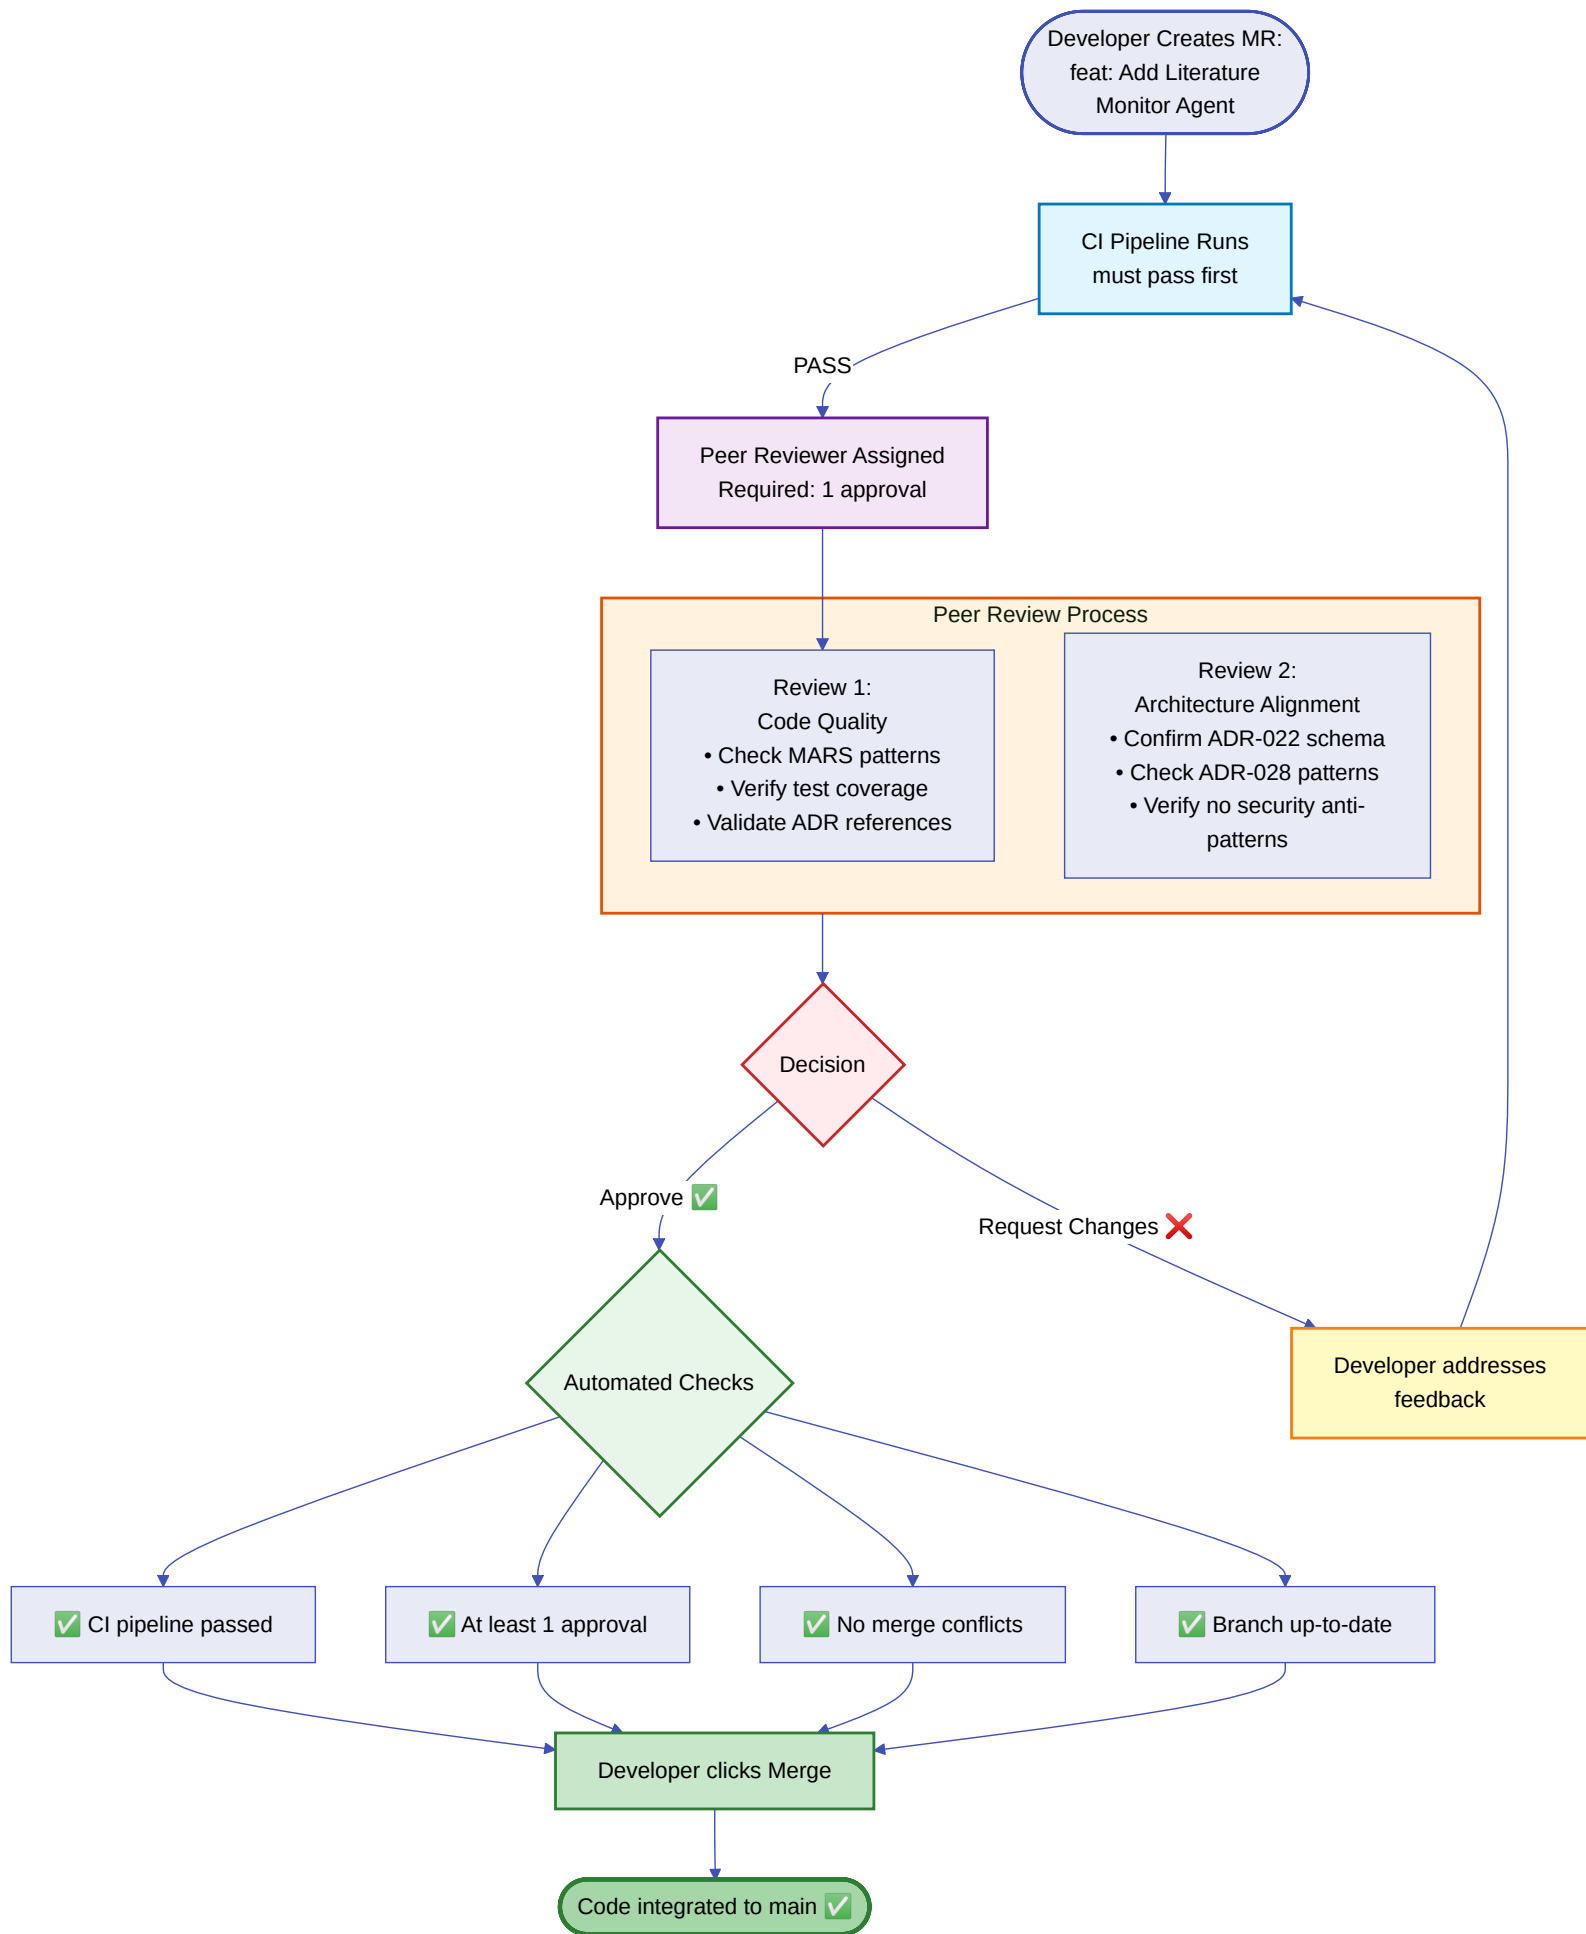 Developer Creates MR:
feat: Add Literature
Monitor Agent
CI Pipeline Runs
must pass first
PASS
Peer Reviewer Assigned
Required: 1 approval
Peer Review Process
Review 1:
Code Quality
• Check MARS patterns
• Verify test coverage
• Validate ADR references
Review 2:
Architecture Alignment
• Confirm ADR-022 schema
• Check ADR-028 patterns
• Verify no security anti-
patterns
Decision
Approve ✅
Request Changes ❌
Automated Checks
Developer addresses
feedback
✅ CI pipeline passed
✅ At least 1 approval
✅ No merge conflicts
✅ Branch up-to-date
Developer clicks Merge
Code integrated to main ✅